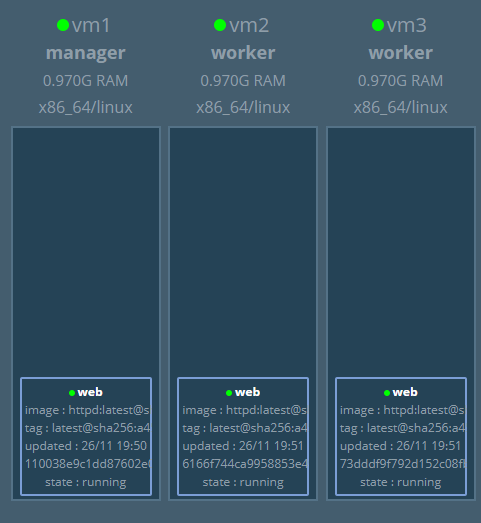 vm1
manager
0.970G RAM
x86_64/linux
web
image : httpd:latest@s
tag : latest@sha256:a4
updated : 26/11 19:50
110038e9c1dd87602e
state : running
vm2
worker
0.970G RAM
x86_64/linux
web
image : httpd:latest@s
tag : latest@sha256:a4
updated : 26/11 19:51
6166f744ca9958853e4
state : running
vm3
worker
0.970G RAM
x86_64/linux
web
image : httpd:latest@s
tag : latest@sha256:a4
updated : 26/11 19:51
73dddf9f792d152c08f
state : running